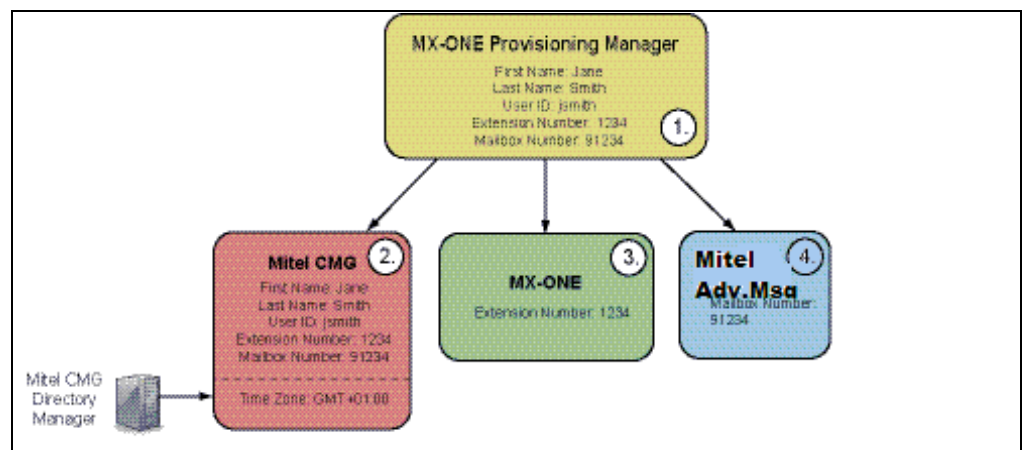 MX-ONE Provisioning Manager
First Name: Jane
Last Name: Smith
User ID: jsmith
Extension Number: 1234
Mailbox Number: 91234
1.
2.
Mitel CMG
First Name: Jane
Last Name: Smith
User ID: jsmith
Extension Number: 1234
Mailbox Number: 91234
Time Zone: GMT+01:00
3.
MX-ONE
Extension Number: 1234
4.
Mitel
Adv.Msg
Mailbox Number:
91234
Mitel CMG
Directory
Manager